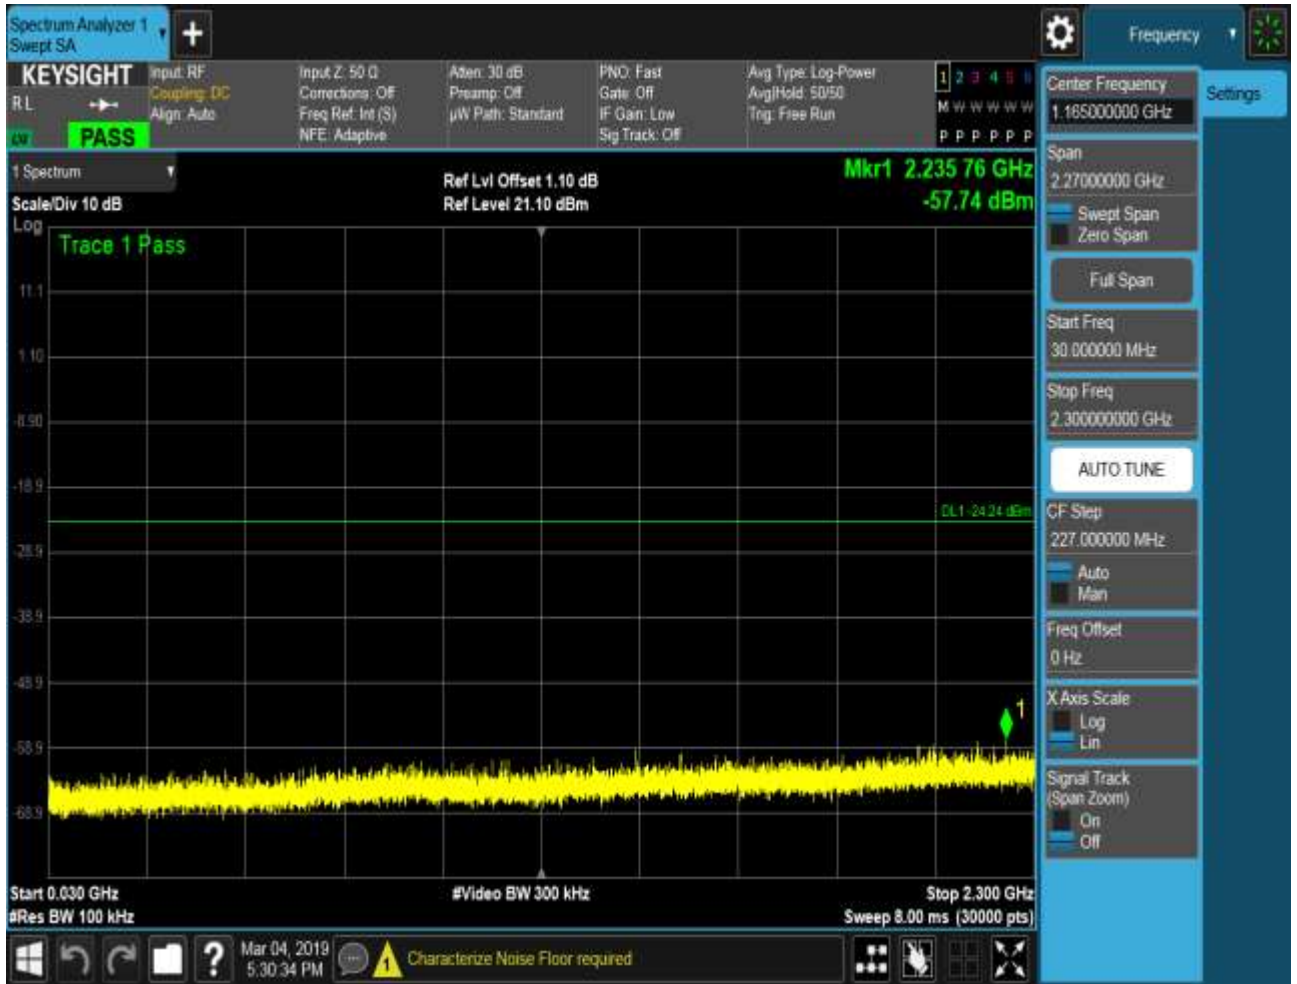 Spectrum Analyzer 1
Swept SA
Frequency
KEYSIGHT
R L
PASS
Input: RF
Coupling: DC
Align: Auto
Input Z: 50 Ω
Corrections: Off
Freq Ref: Int (S)
NFE: Adaptive
Atten: 30 dB
Preamp: Off
µW Path: Standard
PNO: Fast
Gate: Off
IF Gain: Low
Sig Track: Off
Avg Type: Log-Power
Avg|Hold: 50/50
Trig: Free Run
1 2 3 4 5 6
M W W W W W
P P P P P P
1 Spectrum
Scale/Div 10 dB
Ref Lvl Offset 1.10 dB
Ref Level 21.10 dBm
Mkr1 2.235 76 GHz
-57.74 dBm
Log
Trace 1 Pass
11.1
1.10
-8.90
-18.9
DL1 -24.24 dBm
-28.9
-38.9
-48.9
1
-58.9
-68.9
Start 0.030 GHz
#Res BW 100 kHz
#Video BW 300 kHz
Stop 2.300 GHz
Sweep 8.00 ms (30000 pts)
Mar 04, 2019
5:30:34 PM
?
1
Characterize Noise Floor required
Center Frequency
1.165000000 GHz
Settings
Span
2.27000000 GHz
Swept Span
Zero Span
Full Span
Start Freq
30.000000 MHz
Stop Freq
2.300000000 GHz
AUTO TUNE
CF Step
227.000000 MHz
Auto
Man
Freq Offset
0 Hz
X Axis Scale
Log
Lin
Signal Track
(Span Zoom)
On
Off